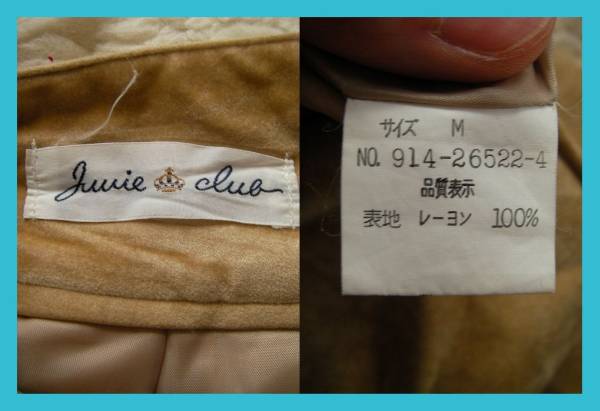 Junie club
サイズ M
NO. 914-26522-4
品質表示
表地 レーヨン 100%